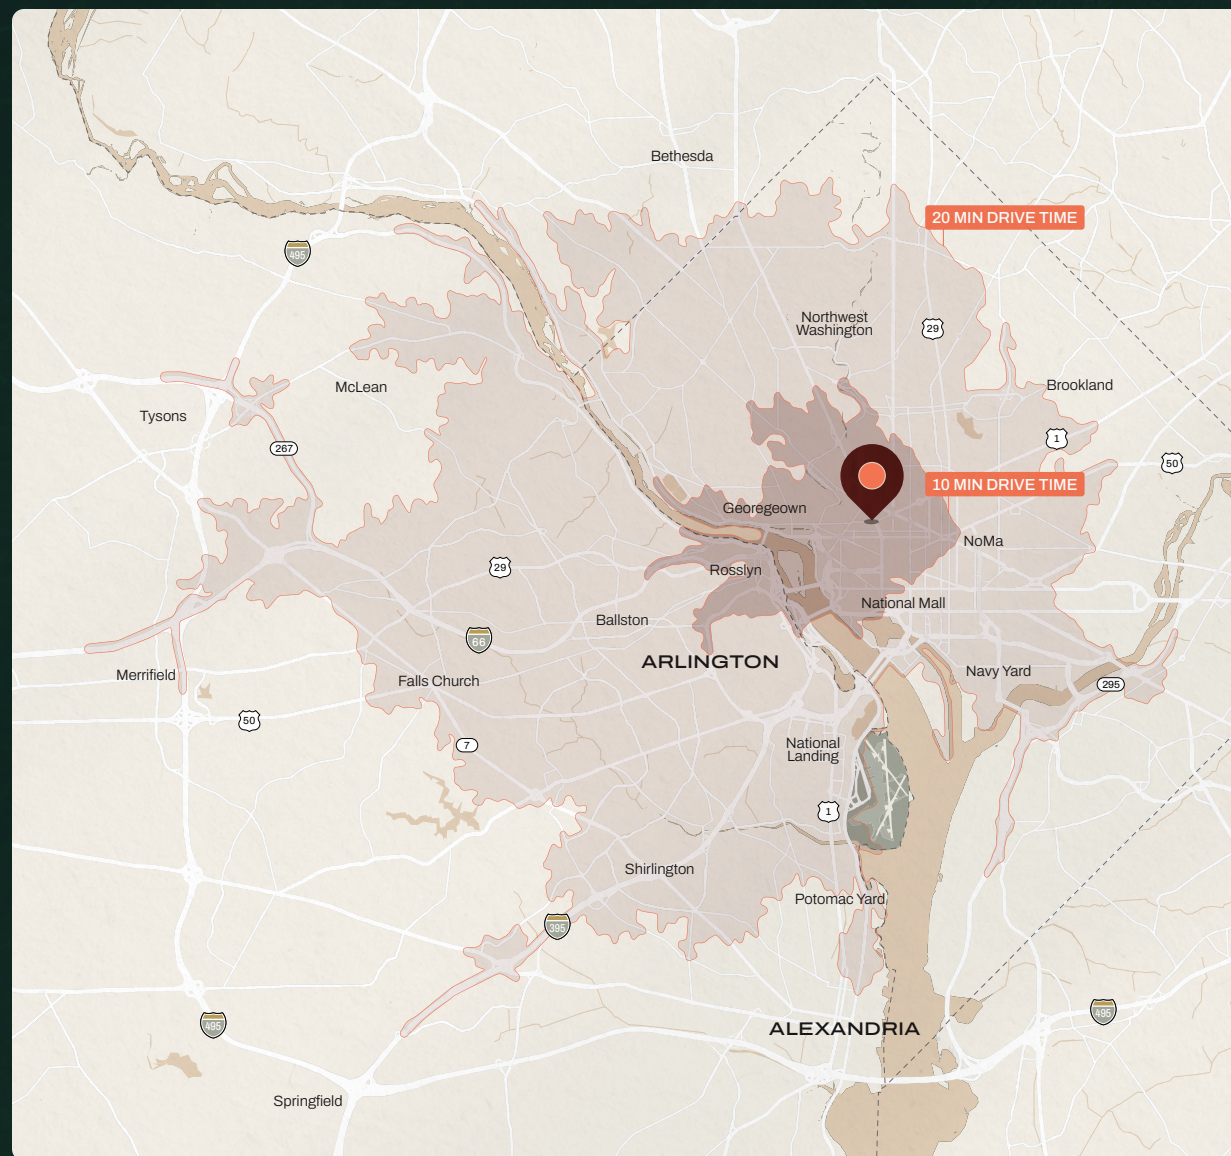 Bethesda
20 MIN DRIVE TIME
495
Northwest
Washington
29
McLean
Brookland
Tysons
267
1
50
10 MIN DRIVE TIME
Georegeown
NoMa
29
Rosslyn
National Mall
Ballston
66
ARLINGTON
Merrifield
Falls Church
Navy Yard
295
50
7
National
Landing
1
Shirlington
Potomac Yard
395
495
495
ALEXANDRIA
Springfield